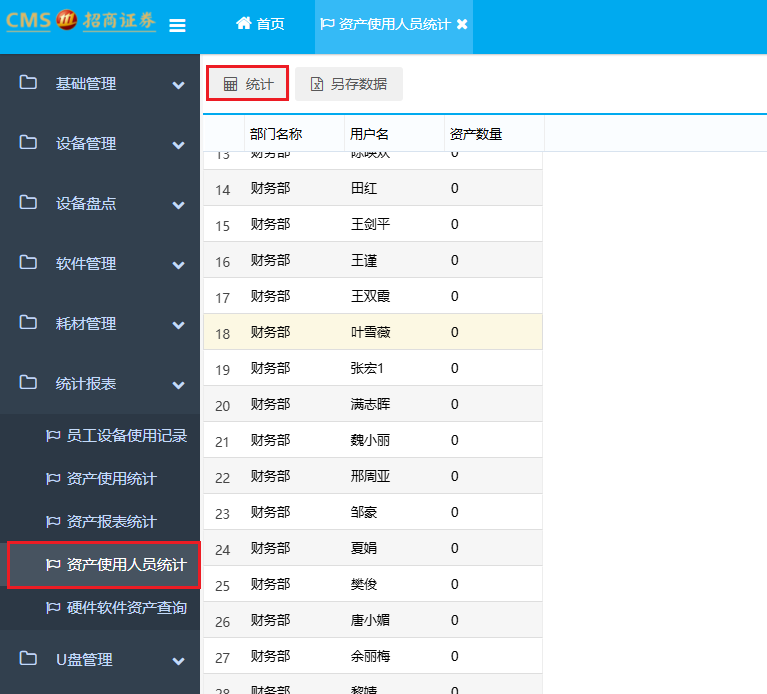 CMS 招商证券
首页
资产使用人员统计
基础管理
设备管理
设备盘点
软件管理
耗材管理
统计报表
员工设备使用记录
资产使用统计
资产报表统计
资产使用人员统计
硬件软件资产查询
U盘管理
统计 另存数据
部门名称 用户名 资产数量
13 财务部 0
14 财务部 田红 0
15 财务部 王剑平 0
16 财务部 王谨 0
17 财务部 王双霞 0
18 财务部 叶雪薇 0
19 财务部 张宏1 0
20 财务部 满志晖 0
21 财务部 魏小丽 0
22 财务部 邢周亚 0
23 财务部 邹豪 0
24 财务部 夏娟 0
25 财务部 樊俊 0
26 财务部 唐小媚 0
27 财务部 余丽梅 0
28 财务部 黎婧 0